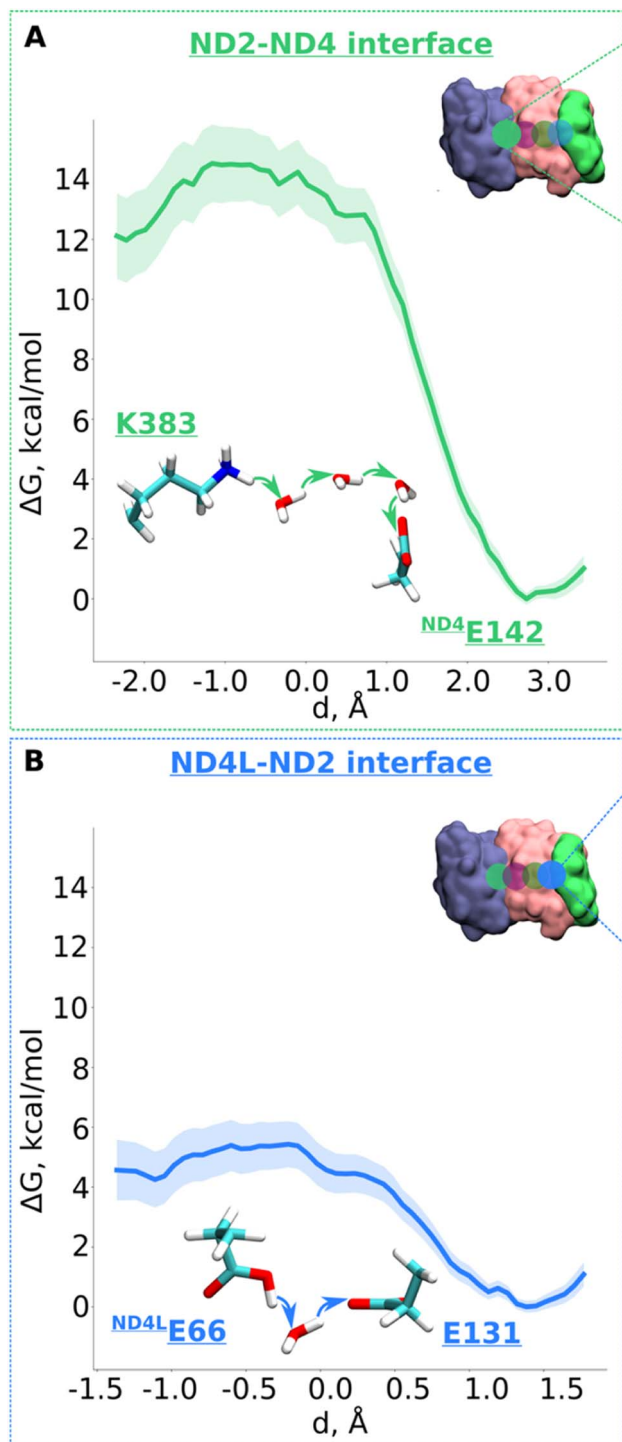 A
ND2-ND4 interface
14
12
10
8
6
4
2
0
ΔG, kcal/mol
K383
ND4E142
-2.0 -1.0 0.0 1.0 2.0 3.0
d, Å
B
ND4L-ND2 interface
14
12
10
8
6
4
2
0
ΔG, kcal/mol
ND4LE66
E131
-1.5 -1.0 -0.5 0.0 0.5 1.0 1.5
d, Å